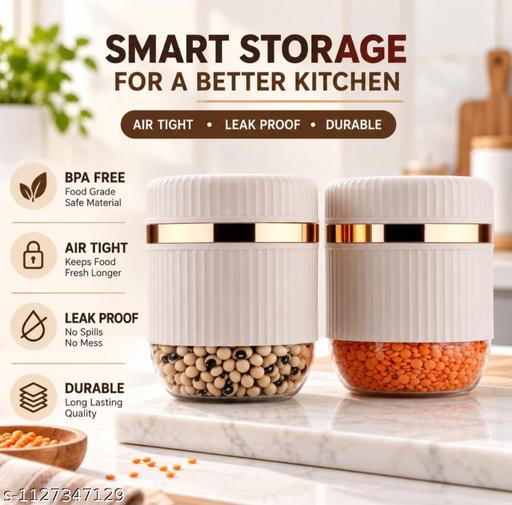 SMART STORAGE
FOR A BETTER KITCHEN
AIR TIGHT • LEAK PROOF • DURABLE
BPA FREE
Food Grade
Safe Material
AIR TIGHT
Keeps Food
Fresh Longer
LEAK PROOF
No Spills
No Mess
DURABLE
Long Lasting
Quality
s-1127347129